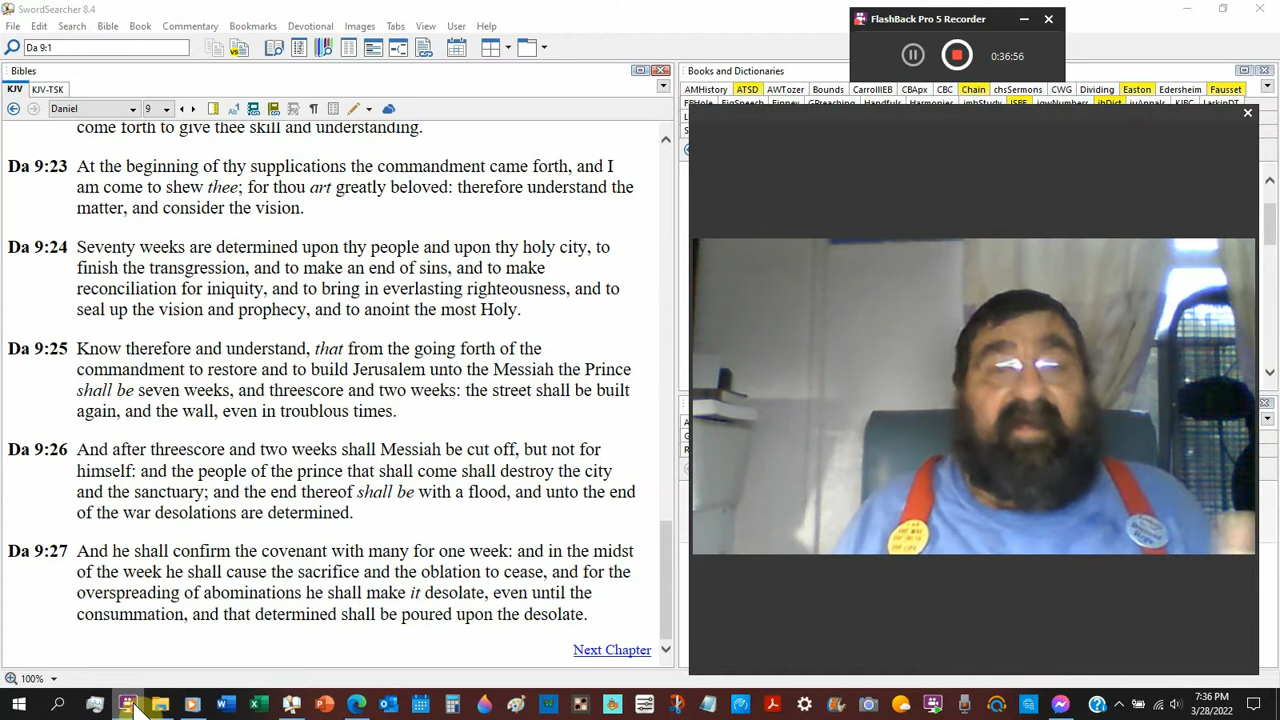 SwordSearcher 8.4
File Edit Search Bible Book Commentary Bookmarks Devotional Images Tabs View User Help
Da 9:1
FlashBack Pro 5 Recorder
0:36:56
Bibles
KJV KJV-TSK
Daniel 9
Books and Dictionaries
AMHistory ATSD AWTozer Bounds CarrollIEB CBApx CBC Chain chsSermons CWG Dividing Easton Edersheim Fausset
come forth to give thee skill and understanding.
Da 9:23 At the beginning of thy supplications the commandment came forth, and I
am come to shew thee; for thou art greatly beloved: therefore understand the
matter, and consider the vision.
Da 9:24 Seventy weeks are determined upon thy people and upon thy holy city, to
finish the transgression, and to make an end of sins, and to make
reconciliation for iniquity, and to bring in everlasting righteousness, and to
seal up the vision and prophecy, and to anoint the most Holy.
Da 9:25 Know therefore and understand, that from the going forth of the
commandment to restore and to build Jerusalem unto the Messiah the Prince
shall be seven weeks, and threescore and two weeks: the street shall be built
again, and the wall, even in troublous times.
Da 9:26 And after threescore and two weeks shall Messiah be cut off, but not for
himself: and the people of the prince that shall come shall destroy the city
and the sanctuary; and the end thereof shall be with a flood, and unto the end
of the war desolations are determined.
Da 9:27 And he shall confirm the covenant with many for one week: and in the midst
of the week he shall cause the sacrifice and the oblation to cease, and for the
overspreading of abominations he shall make it desolate, even until the
consummation, and that determined shall be poured upon the desolate.
Next Chapter
100%
7:36 PM
3/28/2022